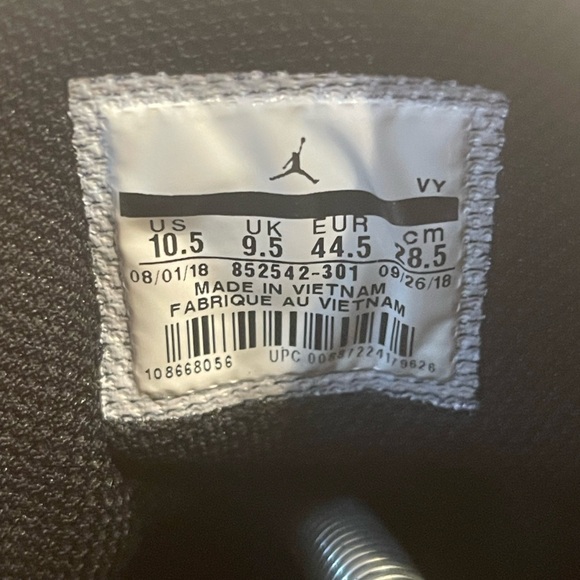 VY
US UK EUR cm
10.5 9.5 44.5 28.5
08/01/18 852542-301 09/26/18
MADE IN VIETNAM
FABRIQUE AU VIETNAM
108668056 UPC